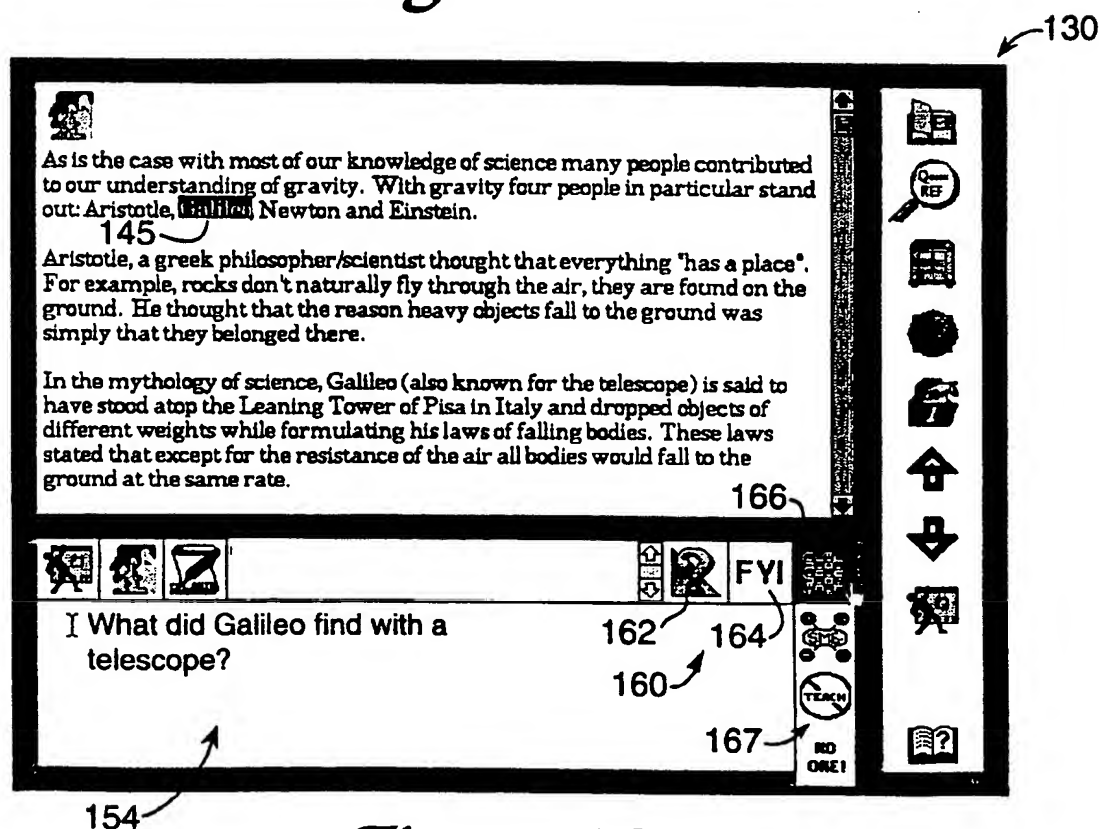 130
Q
REF
As is the case with most of our knowledge of science many people contributed
to our understanding of gravity. With gravity four people in particular stand
out: Aristotle, Galileo, Newton and Einstein.
145
Aristotle, a greek philosopher/scientist thought that everything "has a place".
For example, rocks don't naturally fly through the air, they are found on the
ground. He thought that the reason heavy objects fall to the ground was
simply that they belonged there.
In the mythology of science, Galileo (also known for the telescope) is said to
have stood atop the Leaning Tower of Pisa in Italy and dropped objects of
different weights while formulating his laws of falling bodies. These laws
stated that except for the resistance of the air all bodies would fall to the
ground at the same rate.
166
FYI
I What did Galileo find with a
telescope?
162
164
160
SMG
TEACH
167
NO
ONE!
?
154